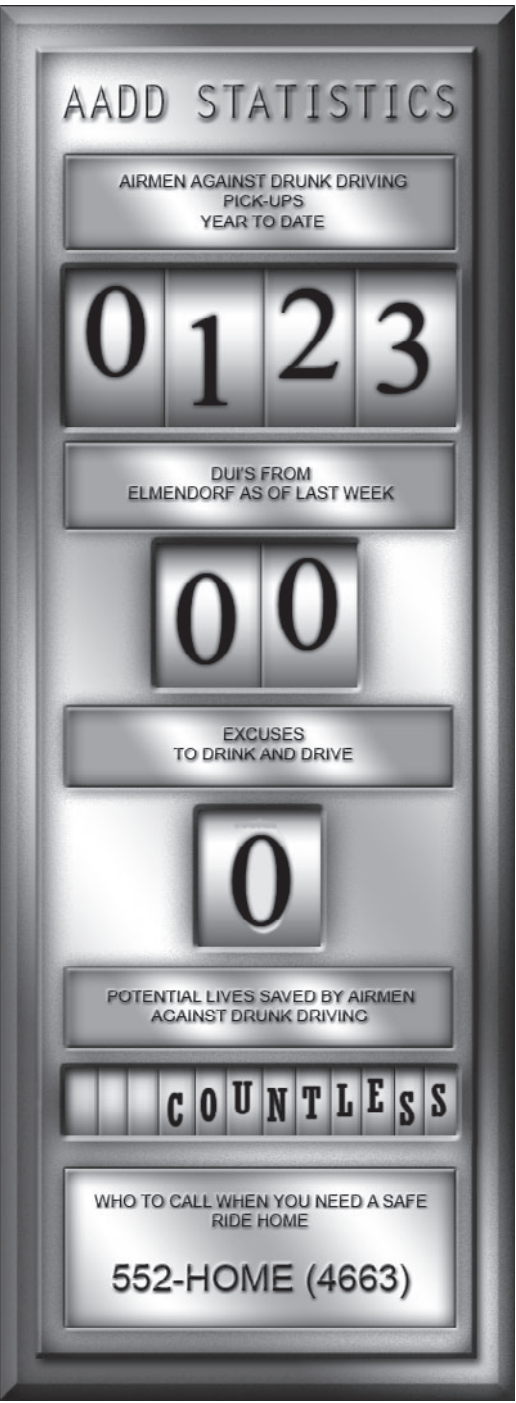 AADD STATISTICS
AIRMEN AGAINST DRUNK DRIVING
PICK-UPS
YEAR TO DATE
0123
DUI'S FROM
ELMENDORF AS OF LAST WEEK
00
EXCUSES
TO DRINK AND DRIVE
0
POTENTIAL LIVES SAVED BY AIRMEN
AGAINST DRUNK DRIVING
COUNTLESS
WHO TO CALL WHEN YOU NEED A SAFE
RIDE HOME
552-HOME (4663)